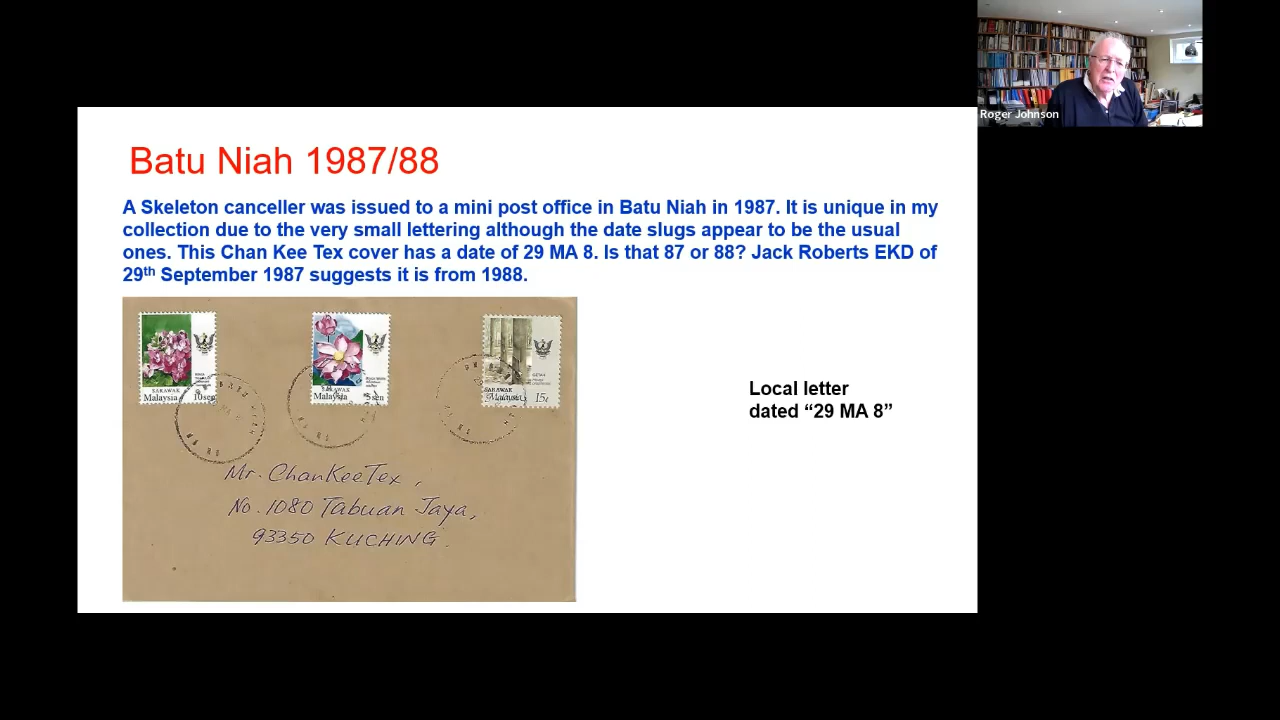 Roger Johnson
Batu Niah 1987/88
A Skeleton canceller was issued to a mini post office in Batu Niah in 1987. It is unique in my
collection due to the very small lettering although the date slugs appear to be the usual
ones. This Chan Kee Tex cover has a date of 29 MA 8. Is that 87 or 88? Jack Roberts EKD of
29th September 1987 suggests it is from 1988.
SARAWAK
Malaysia 10sen
SARAWAK
Malaysia 5sen
SARAWAK
Malaysia 15¢
Mr. Chan Kee Tex,
No. 1080 Tabuan Jaya,
93350 KUCHING.
Local letter
dated “29 MA 8”